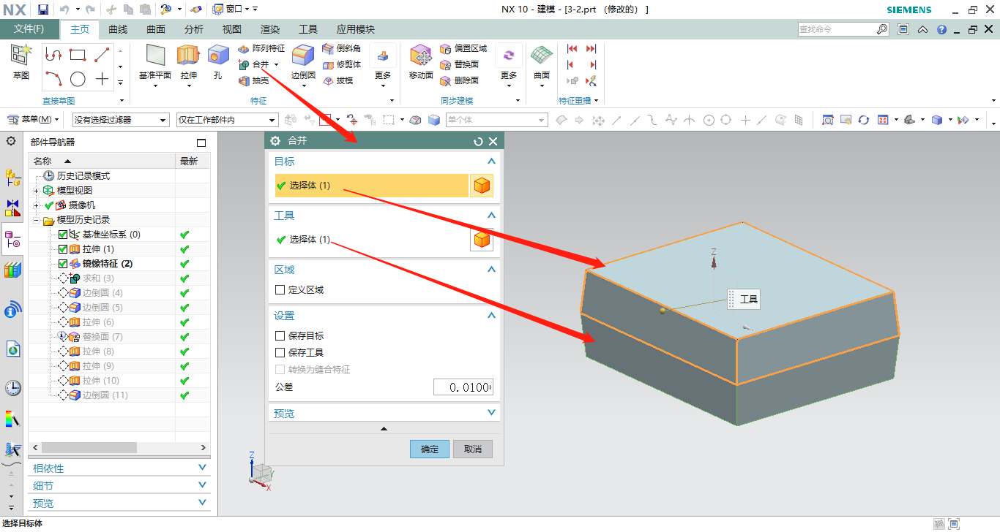 NX
窗口
NX 10 - 建模 - [3-2.prt （修改的） ]
SIEMENS
文件(F)
主页
曲线
曲面
分析
视图
渲染
工具
应用模块
查找命令
草图
直接草图
基准平面
拉伸
孔
阵列特征
合并
抽壳
边倒圆
倒斜角
修剪体
拔模
更多
特征
移动面
偏置区域
替换面
删除面
更多
同步建模
曲面
特征重播
菜单(M)
没有选择过滤器
仅在工作部件内
单个体
部件导航器
名称
最新
历史记录模式
模型视图
摄像机
模型历史记录
基准坐标系 (0)
拉伸 (1)
镜像特征 (2)
求和 (3)
边倒圆 (4)
边倒圆 (5)
拉伸 (6)
替换面 (7)
拉伸 (8)
拉伸 (9)
拉伸 (10)
边倒圆 (11)
相依性
细节
预览
合并
目标
选择体 (1)
工具
选择体 (1)
区域
定义区域
设置
保存目标
保存工具
转换为缝合特征
公差
0.0100
预览
确定
取消
Z
工具
Z
Y
X
选择目标体